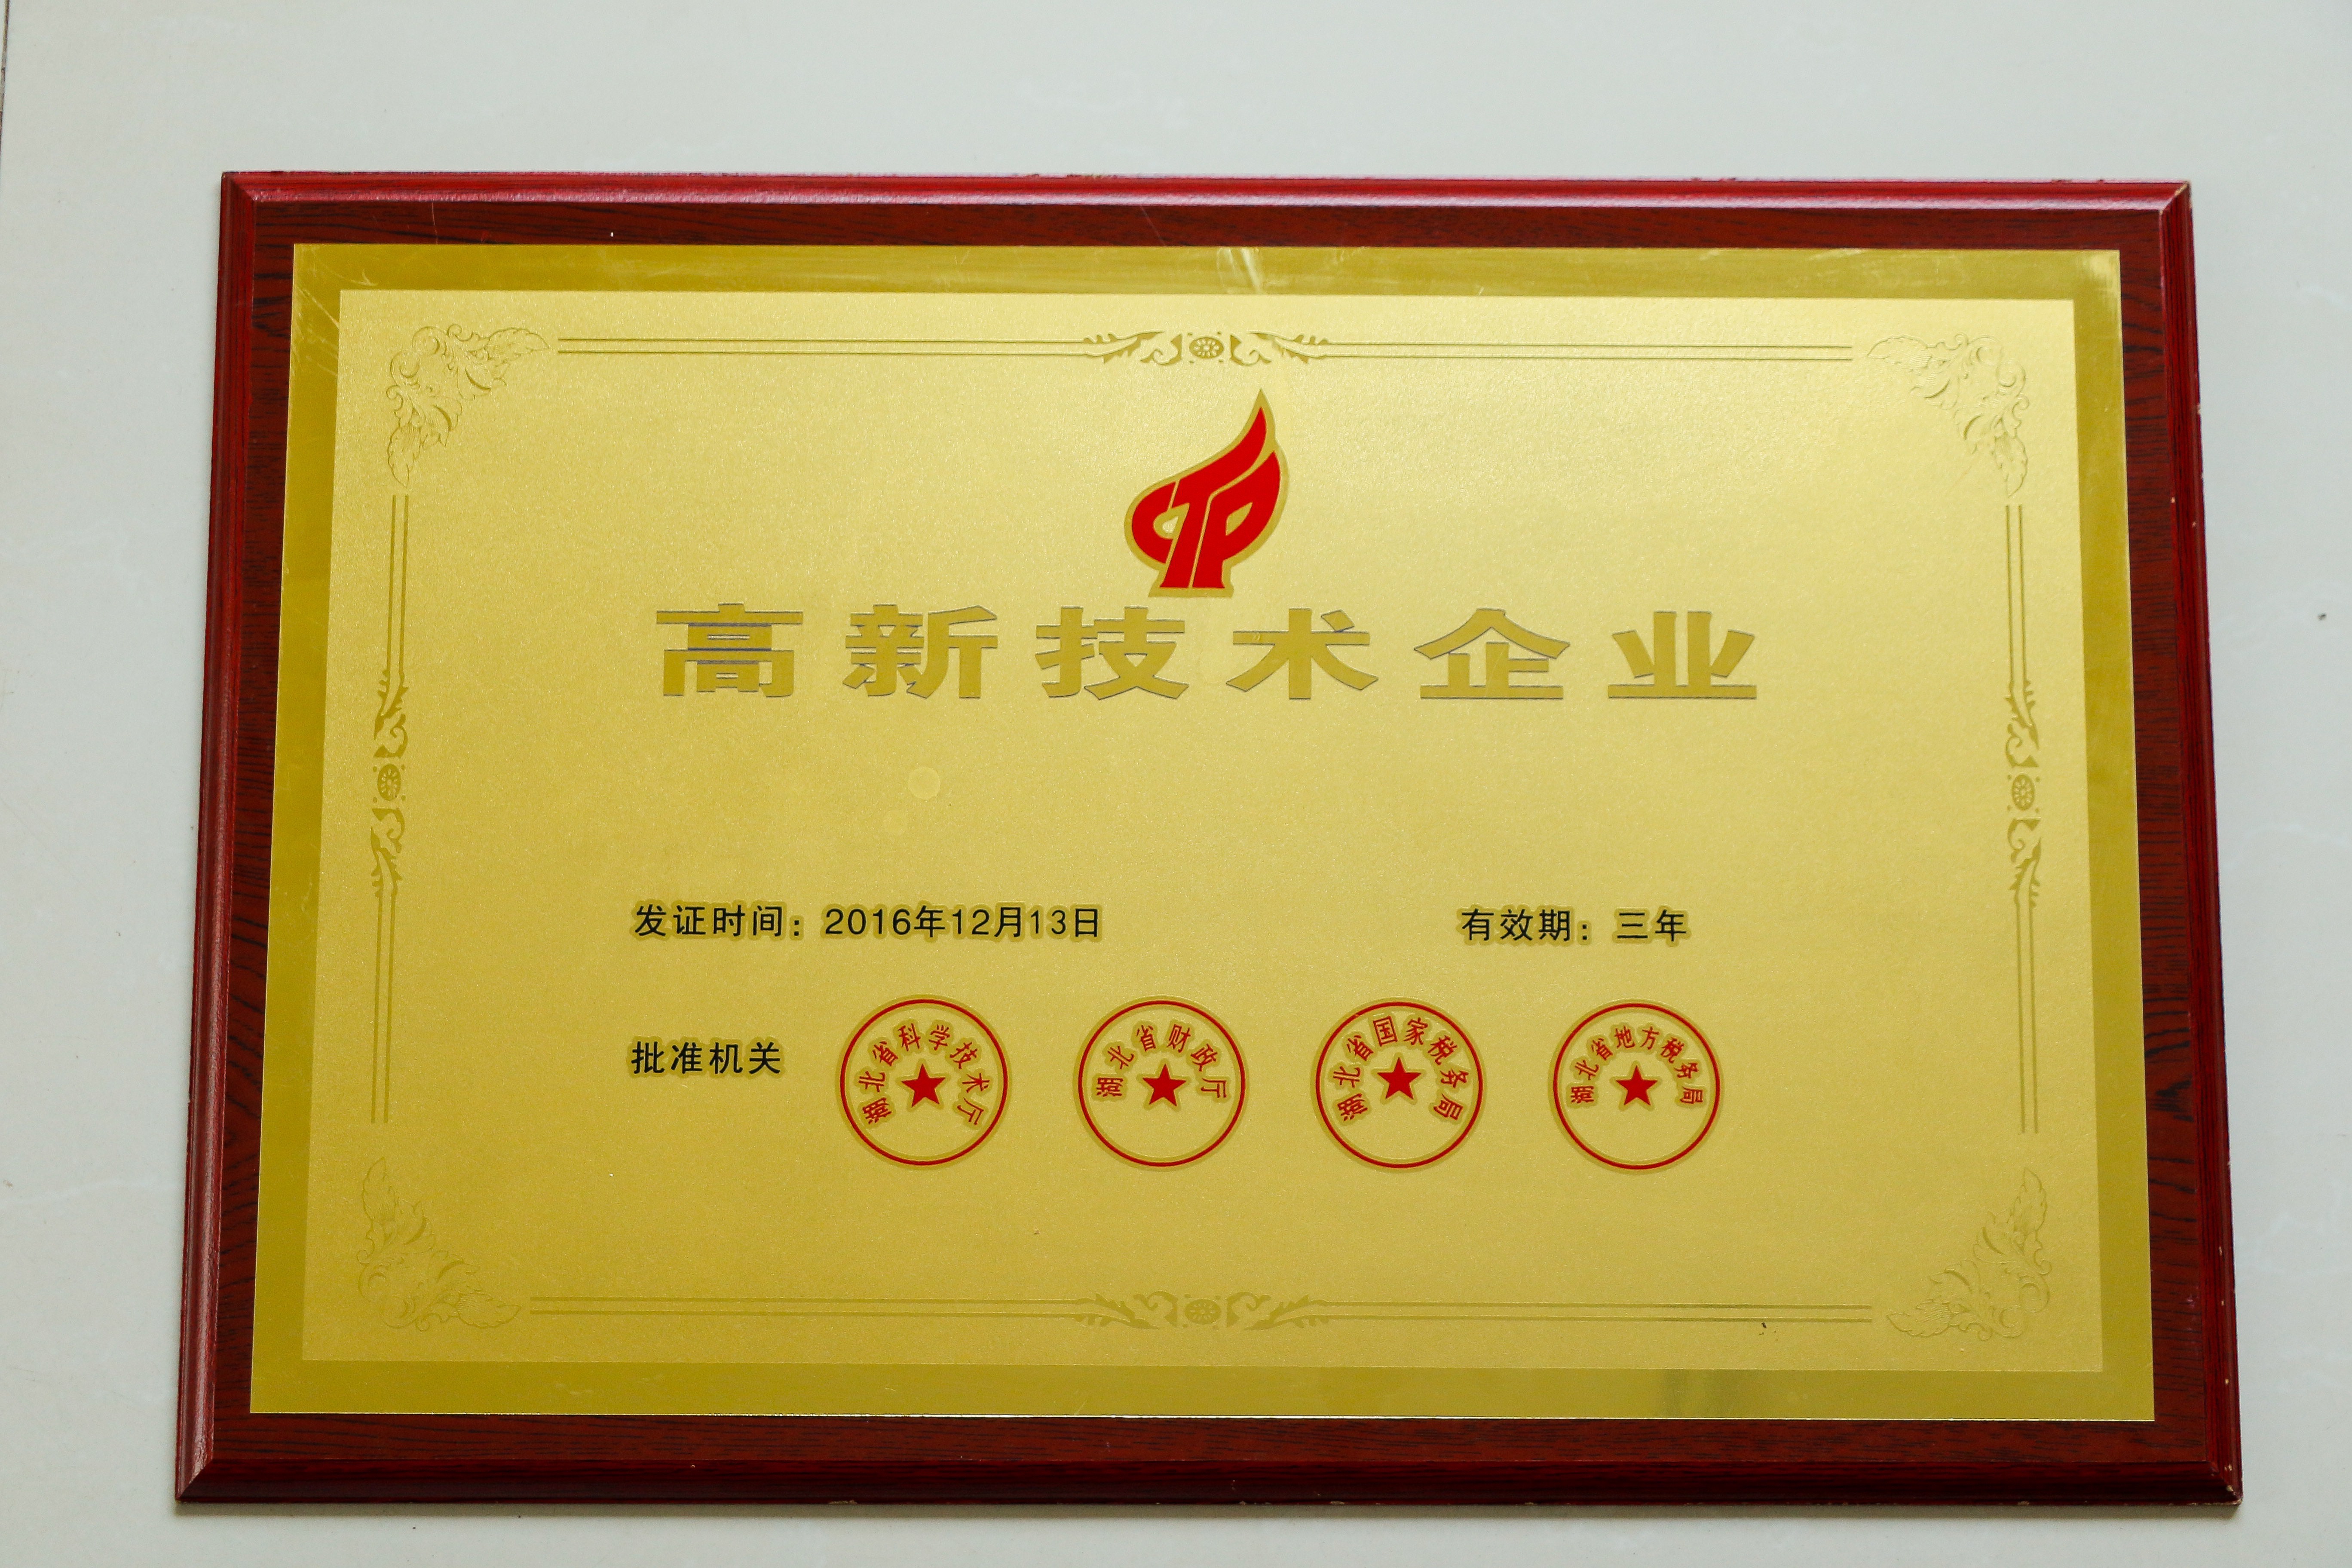 高新技术企业
发证时间：2016年12月13日
有效期：三年
批准机关
湖北省科学技术厅
湖北省财政厅
湖北省国家税务局
湖北省地方税务局